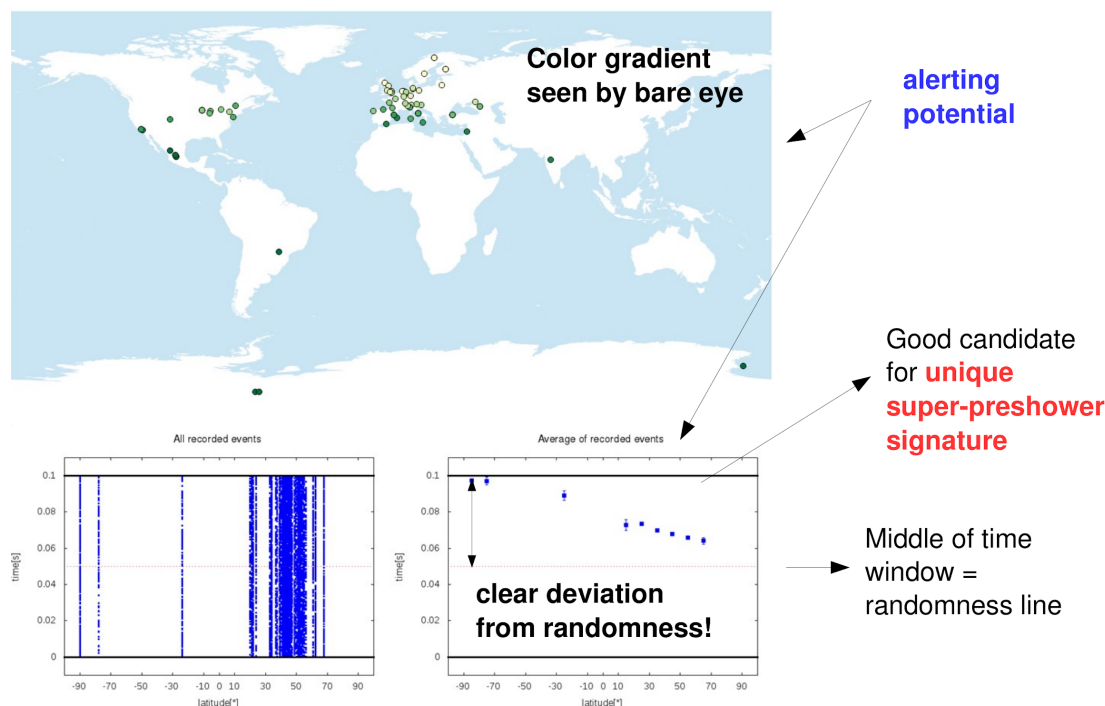 Color gradient
seen by bare eye
alerting
potential
Good candidate
for unique
super-preshower
signature
Middle of time
window =
randomness line
All recorded events
time[s]
0.1
0.08
0.06
0.04
0.02
0
-90 -70 -50 -30 -10 0 10 30 50 70 90
latitude[°]
Average of recorded events
time[s]
0.1
0.08
0.06
0.04
0.02
0
clear deviation
from randomness!
-90 -70 -50 -30 -10 0 10 30 50 70 90
latitude[°]